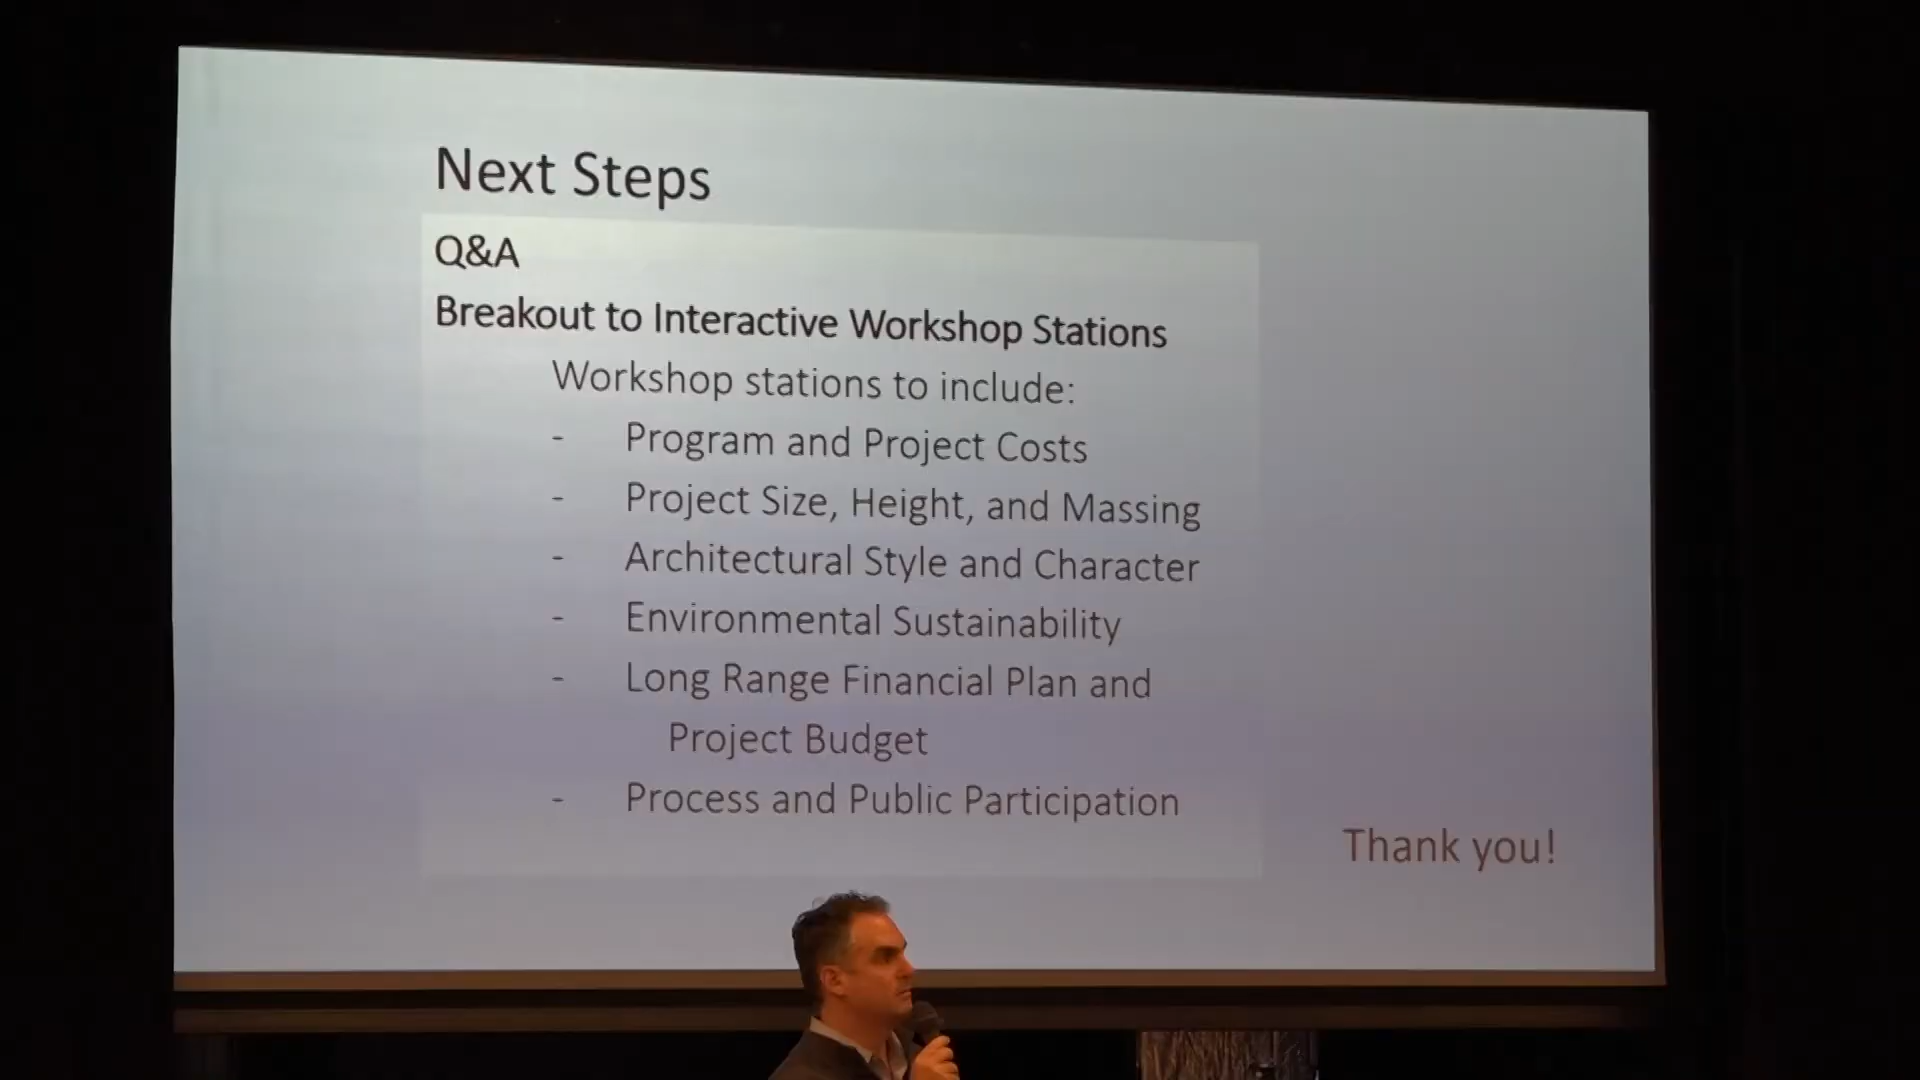 Next Steps
Q&A
Breakout to Interactive Workshop Stations
Workshop stations to include:
- Program and Project Costs
- Project Size, Height, and Massing
- Architectural Style and Character
- Environmental Sustainability
- Long Range Financial Plan and
Project Budget
- Process and Public Participation
Thank you!